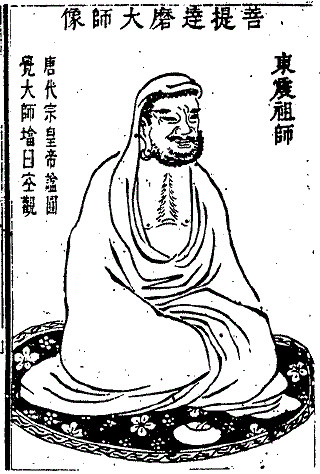 菩提達磨大師像
東震祖師
唐代宗皇帝諡圓
覺大師塔曰空觀